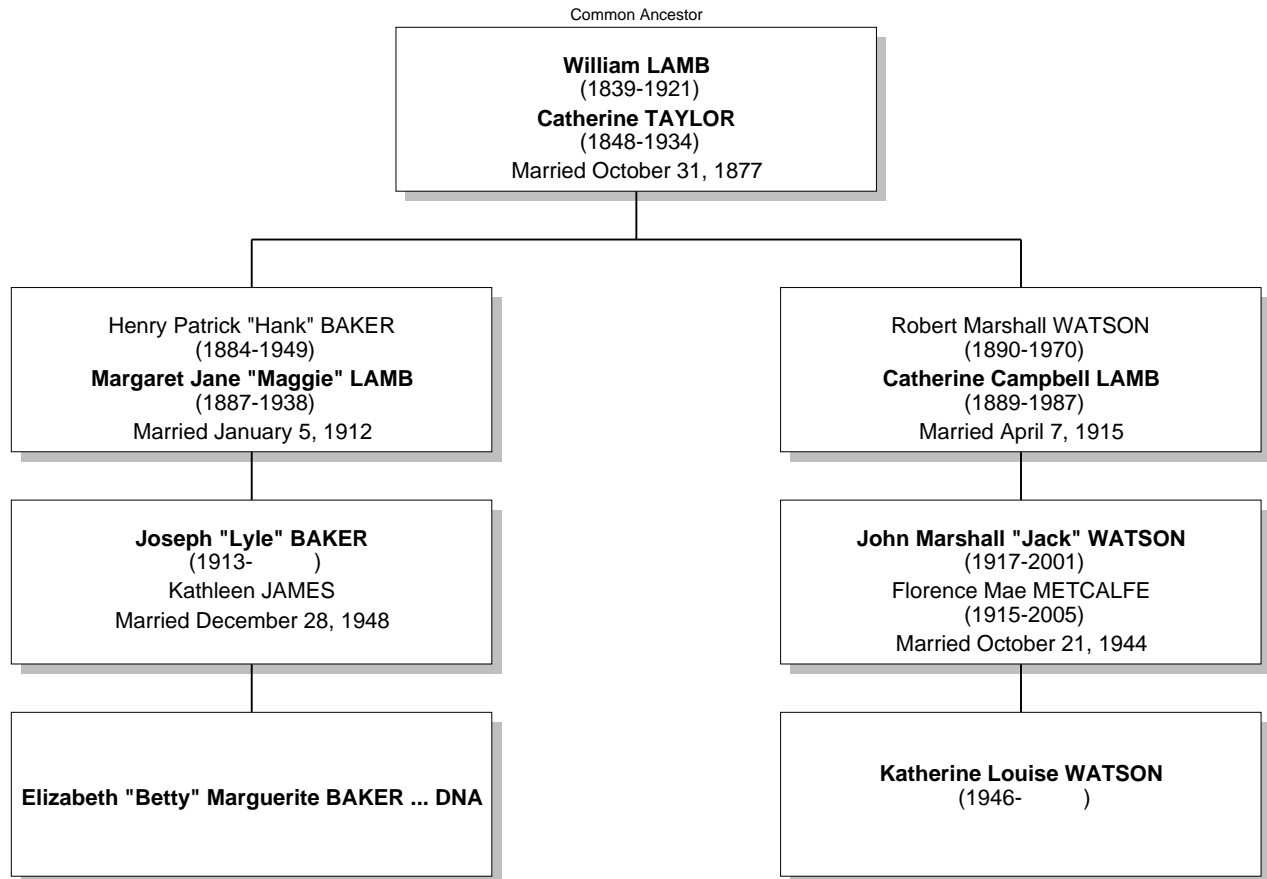 Common Ancestor
William LAMB
(1839-1921)
Catherine TAYLOR
(1848-1934)
Married October 31, 1877
Henry Patrick "Hank" BAKER
(1884-1949)
Margaret Jane "Maggie" LAMB
(1887-1938)
Married January 5, 1912
Robert Marshall WATSON
(1890-1970)
Catherine Campbell LAMB
(1889-1987)
Married April 7, 1915
Joseph "Lyle" BAKER
(1913-          )
Kathleen JAMES
Married December 28, 1948
John Marshall "Jack" WATSON
(1917-2001)
Florence Mae METCALFE
(1915-2005)
Married October 21, 1944
Elizabeth "Betty" Marguerite BAKER ... DNA
Katherine Louise WATSON
(1946-          )